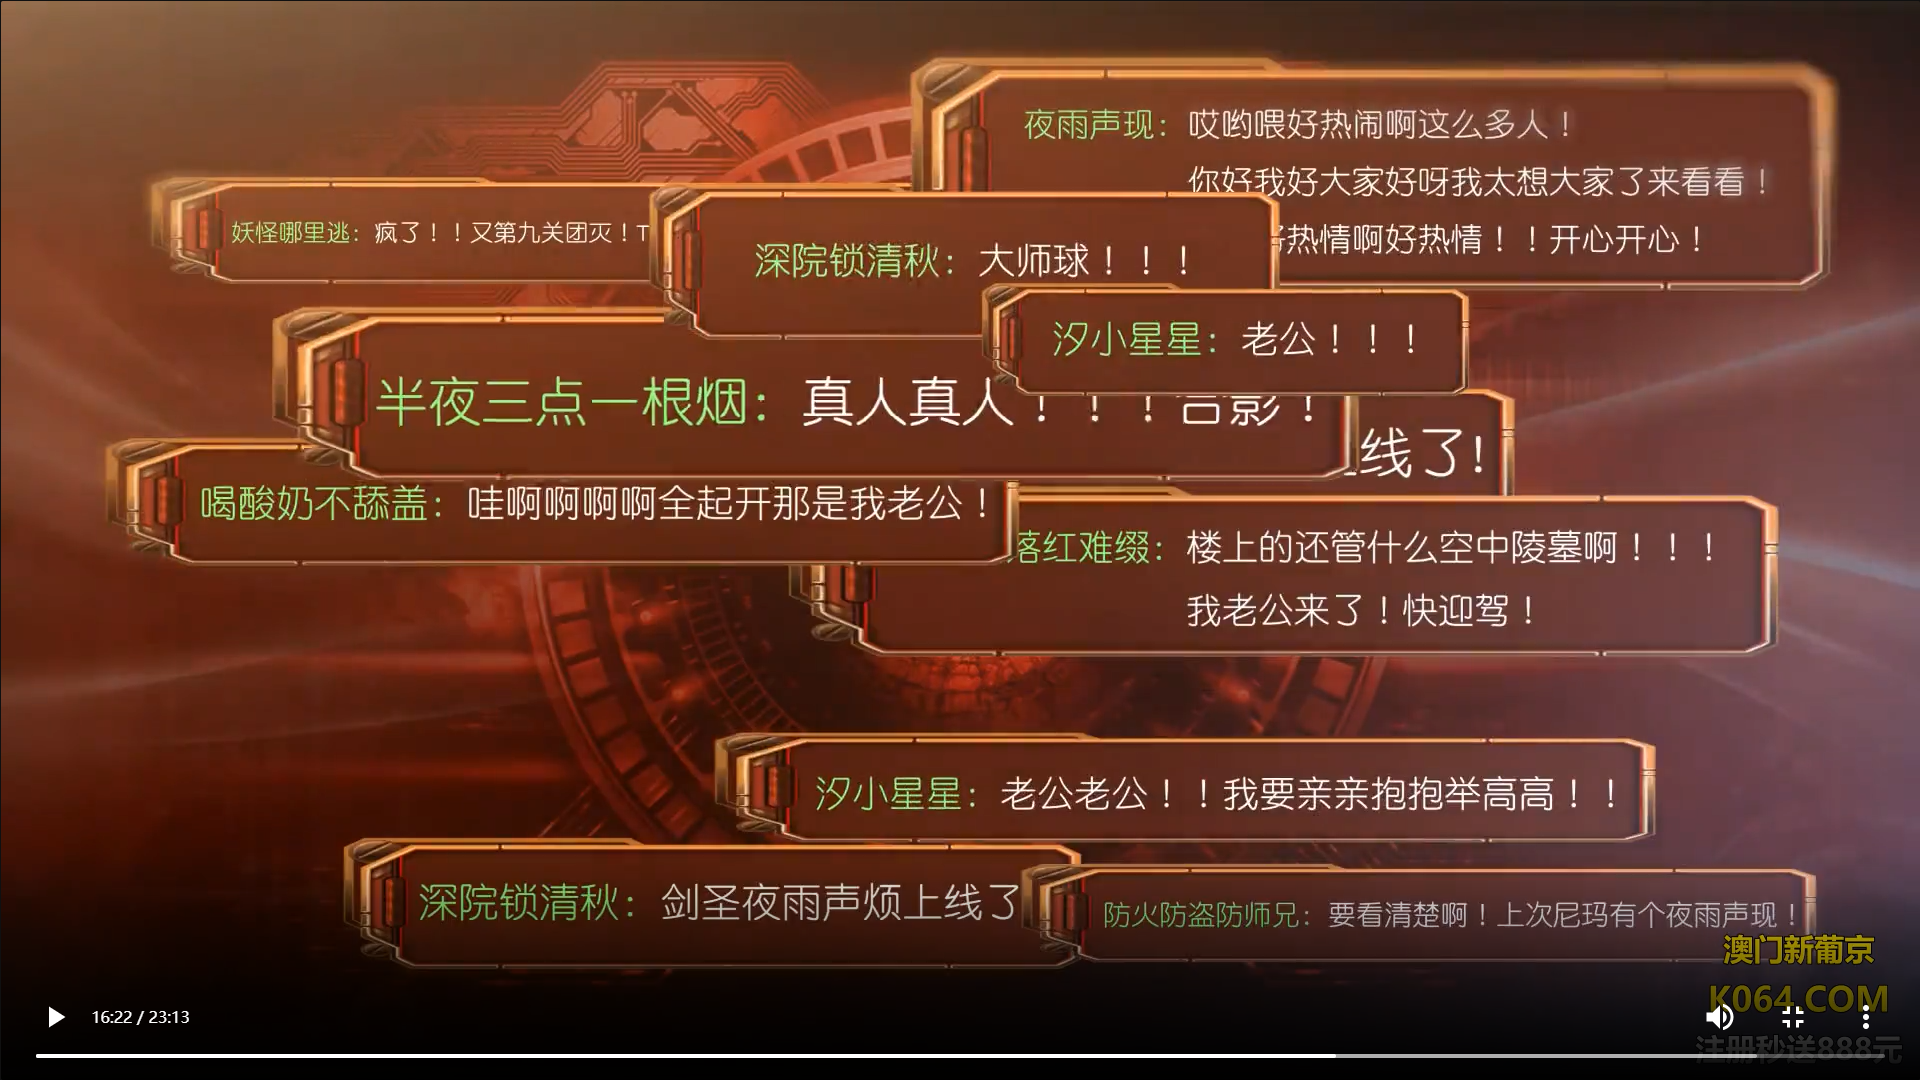 夜雨声现：哎哟喂好热闹啊这么多人！
你好我好大家好呀我太想大家了来看看！
热情啊好热情！！开心开心！
妖怪哪里逃：疯了！！又第九关团灭！T
深院锁清秋：大师球！！！
汐小星星：老公！！！
半夜三点一根烟：真人真人！！！合影！
线了！
喝酸奶不舔盖：哇啊啊啊啊全起开那是我老公！
落红难缀：楼上的还管什么空中陵墓啊！！！
我老公来了！快迎驾！
汐小星星：老公老公！！我要亲亲抱抱举高高！！
深院锁清秋：剑圣夜雨声烦上线了
防火防盗防师兄：要看清楚啊！上次尼玛有个夜雨声现！
澳门新葡京
K064.COM
16:22 / 23:13
注册秒送888元